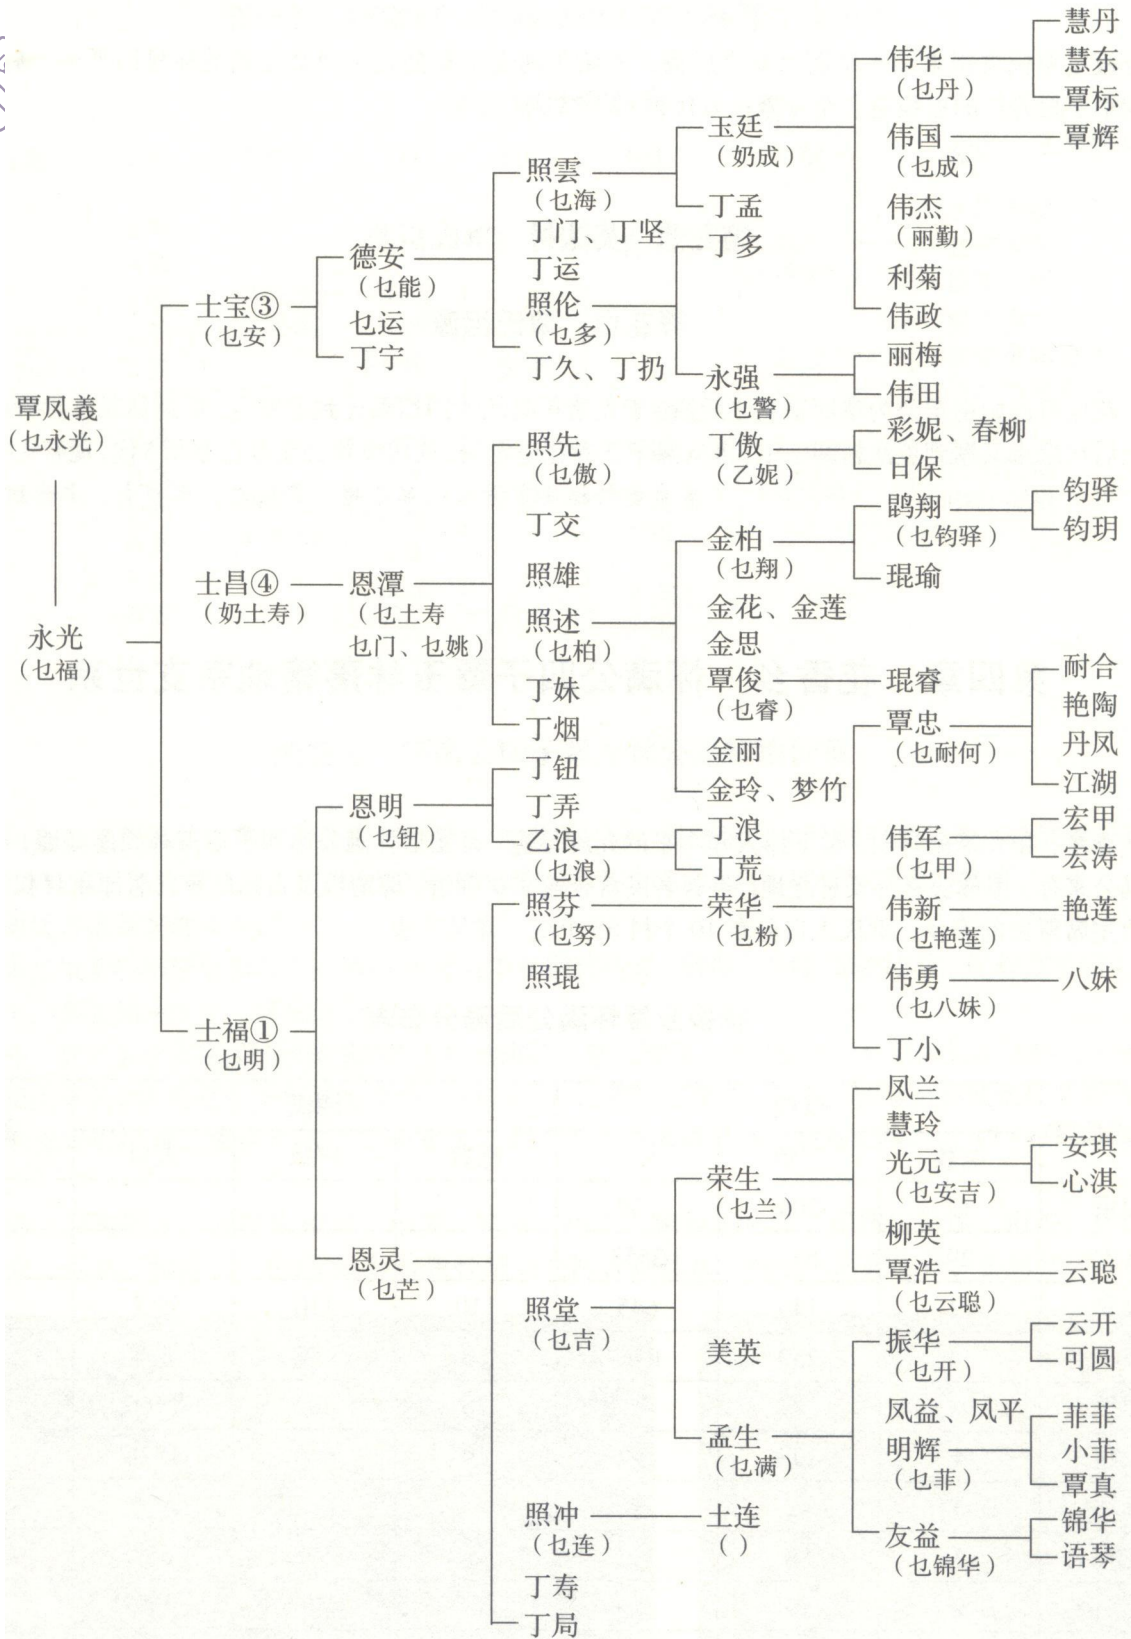 覃凤義
（乜永光）
永光
（乜福）
士宝③
（乜安）
士昌④
（奶土寿）
士福①
（乜明）
德安
（乜能）
乜运
丁宁
恩潭
（乜土寿
乜门、乜姚）
恩明
（乜钮）
恩灵
（乜芒）
照雲
（乜海）
丁门、丁坚
丁运
照伦
（乜多）
丁久、丁扔
照先
（乜傲）
丁交
照雄
照述
（乜柏）
丁妹
丁烟
丁钮
丁弄
乙浪
（乜浪）
照芬
（乜努）
照琨
照堂
（乜吉）
照冲
（乜连）
丁寿
丁局
玉廷
（奶成）
丁孟
丁多
永强
（乜警）
丁傲
（乙妮）
金柏
（乜翔）
金花、金莲
金思
覃俊
（乜睿）
金丽
金玲、梦竹
丁浪
丁荒
荣华
（乜粉）
荣生
（乜兰）
美英
孟生
（乜满）
土连
（）
伟华
（乜丹）
伟国
（乜成）
伟杰
（丽勤）
利菊
伟政
丽梅
伟田
彩妮、春柳
日保
鹍翔
（乜钧驿）
琨瑜
琨睿
覃忠
（乜耐何）
伟军
（乜甲）
伟新
（乜艳莲）
伟勇
（乜八妹）
丁小
凤兰
慧玲
光元
（乜安吉）
柳英
覃浩
（乜云聪）
振华
（乜开）
凤益、凤平
明辉
（乜菲）
友益
（乜锦华）
慧丹
慧东
覃标
覃辉
钧驿
钧玥
耐合
艳陶
丹凤
江湖
宏甲
宏涛
艳莲
八妹
安琪
心淇
云聪
云开
可圆
菲菲
小菲
覃真
锦华
语琴